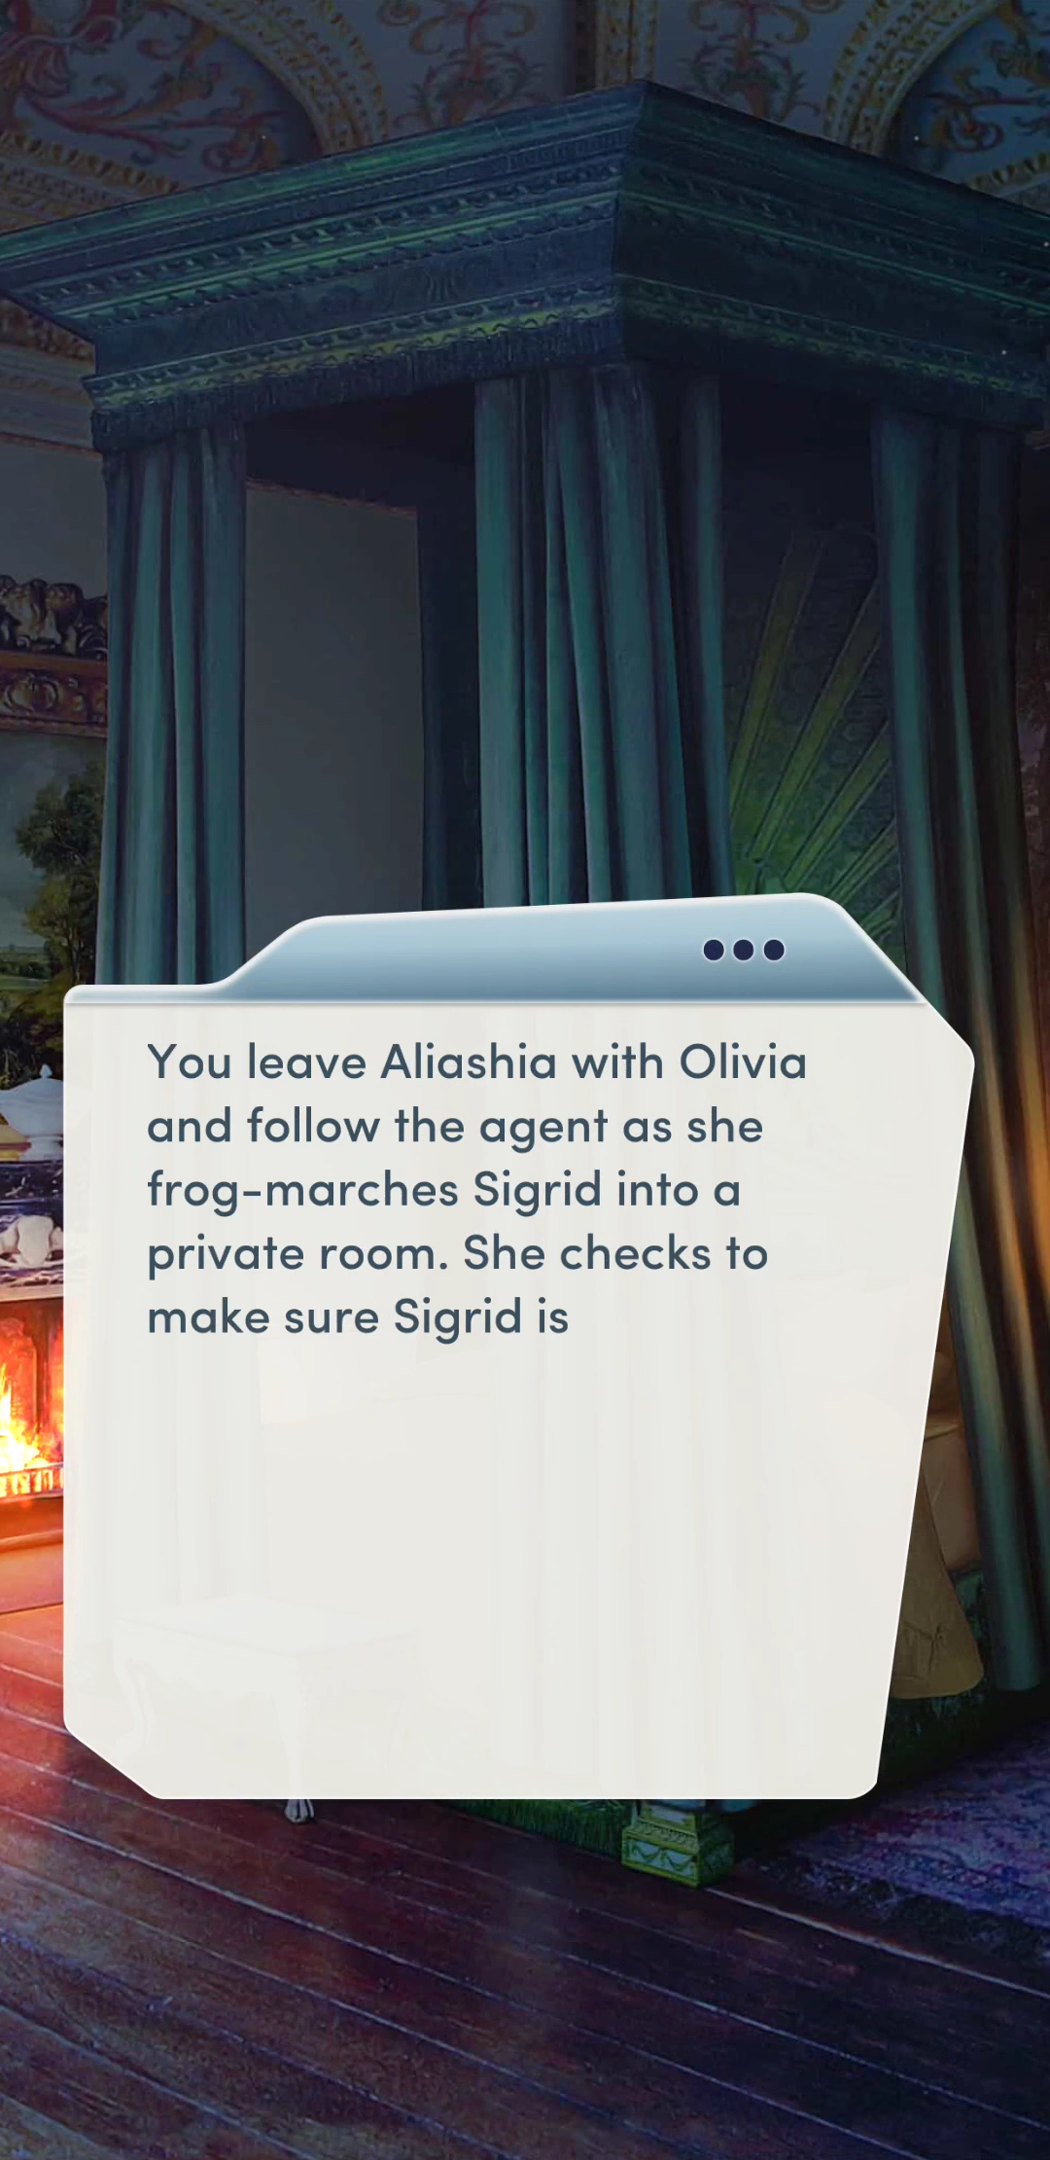 You leave Aliashia with Olivia
and follow the agent as she
frog-marches Sigrid into a
private room. She checks to
make sure Sigrid is